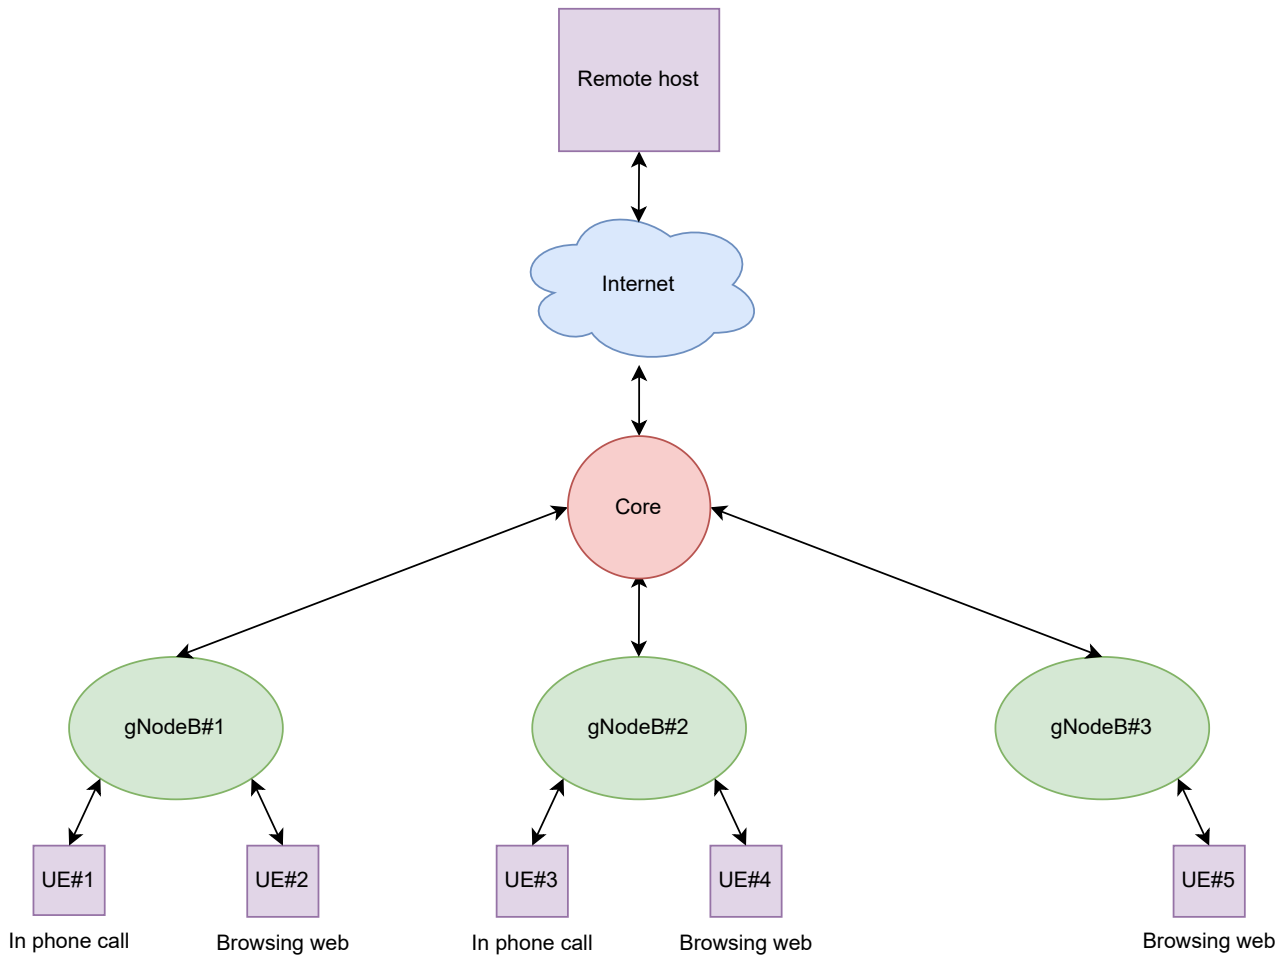 Remote host
Internet
Core
gNodeB#1
gNodeB#2
gNodeB#3
UE#1
UE#2
UE#3
UE#4
UE#5
In phone call
Browsing web
In phone call
Browsing web
Browsing web